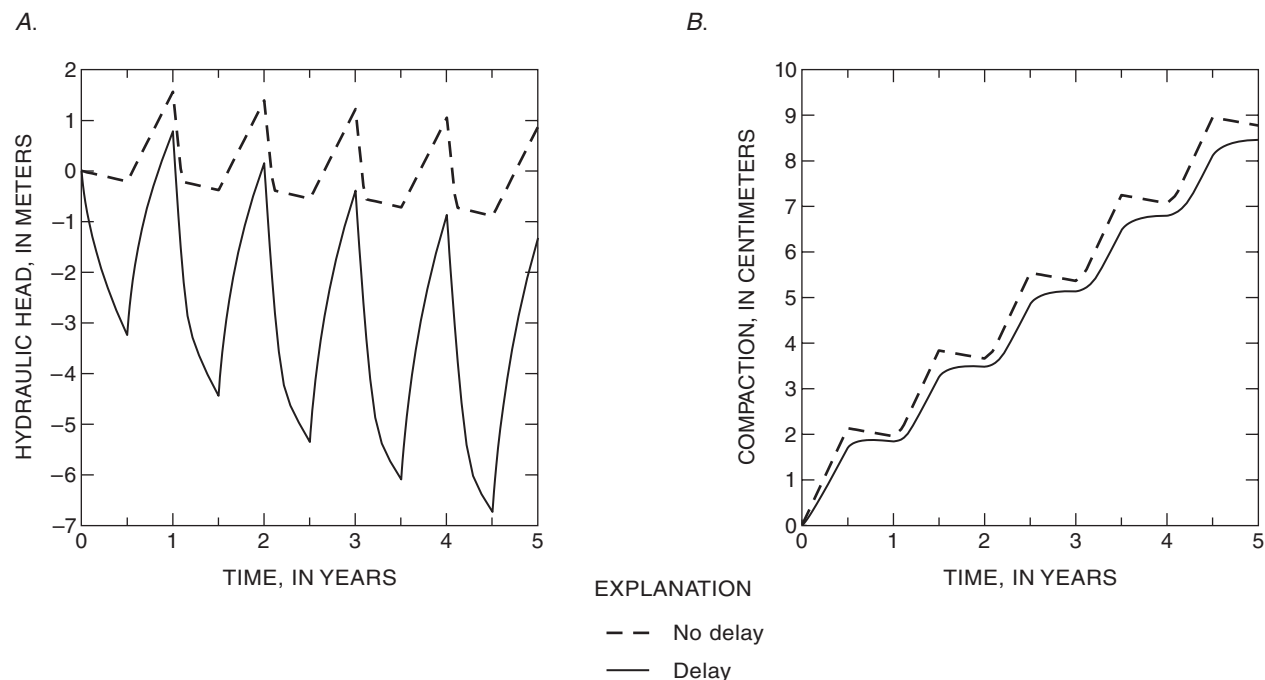 A.
HYDRAULIC HEAD, IN METERS
2
1
0
–1
–2
–3
–4
–5
–6
–7
0 1 2 3 4 5
TIME, IN YEARS
B.
COMPACTION, IN CENTIMETERS
10
9
8
7
6
5
4
3
2
1
0
0 1 2 3 4 5
TIME, IN YEARS
EXPLANATION
No delay
Delay